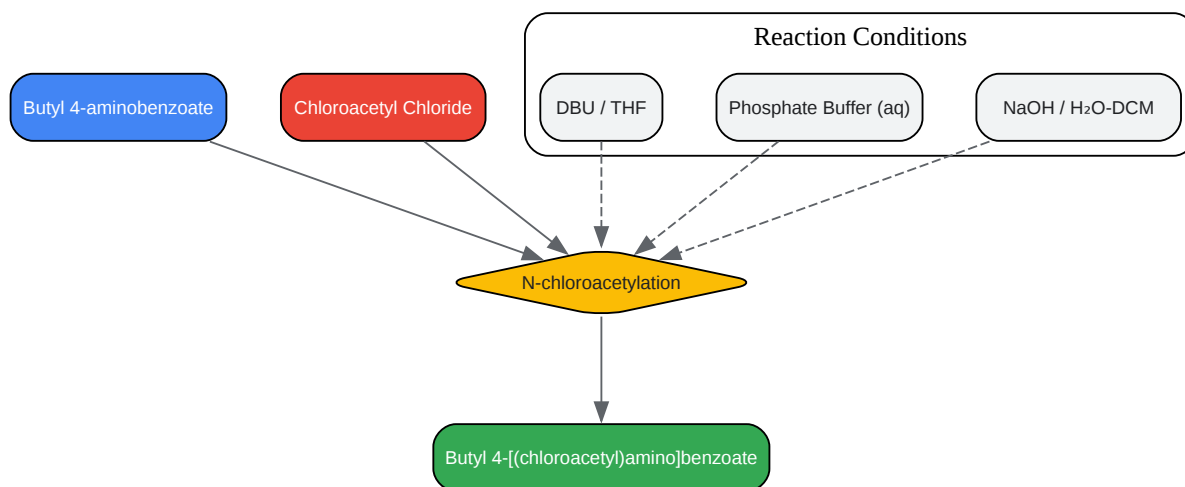 Reaction Conditions
Butyl 4-aminobenzoate
Chloroacetyl Chloride
DBU / THF
Phosphate Buffer (aq)
NaOH / H₂O-DCM
N-chloroacetylation
Butyl 4-[(chloroacetyl)amino]benzoate